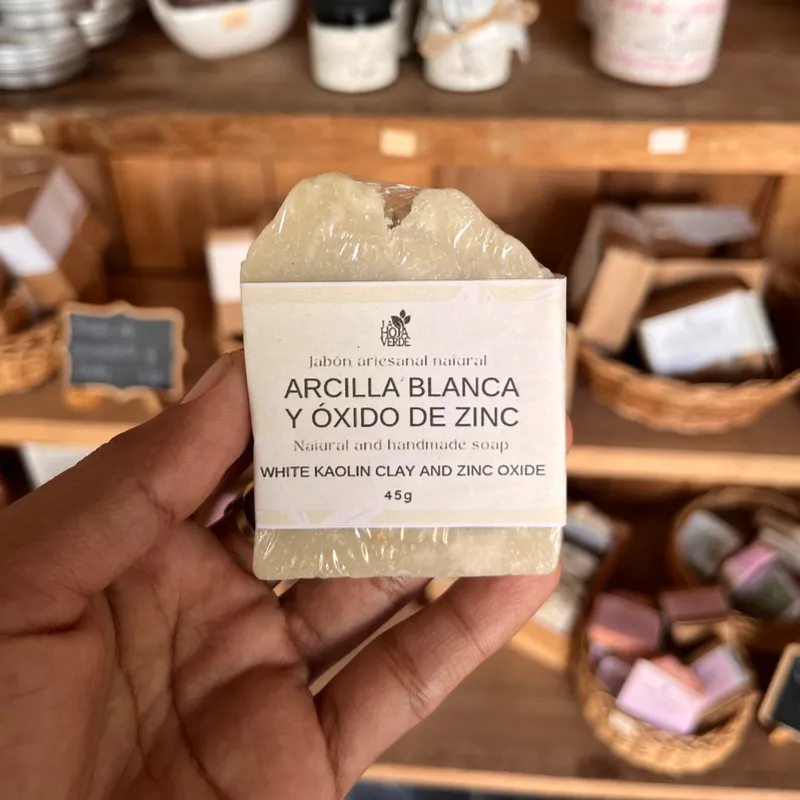 LA
HOJA
VERDE
Jabón artesanal natural
ARCILLA BLANCA
Y ÓXIDO DE ZINC
Natural and handmade soap
WHITE KAOLIN CLAY AND ZINC OXIDE
45g